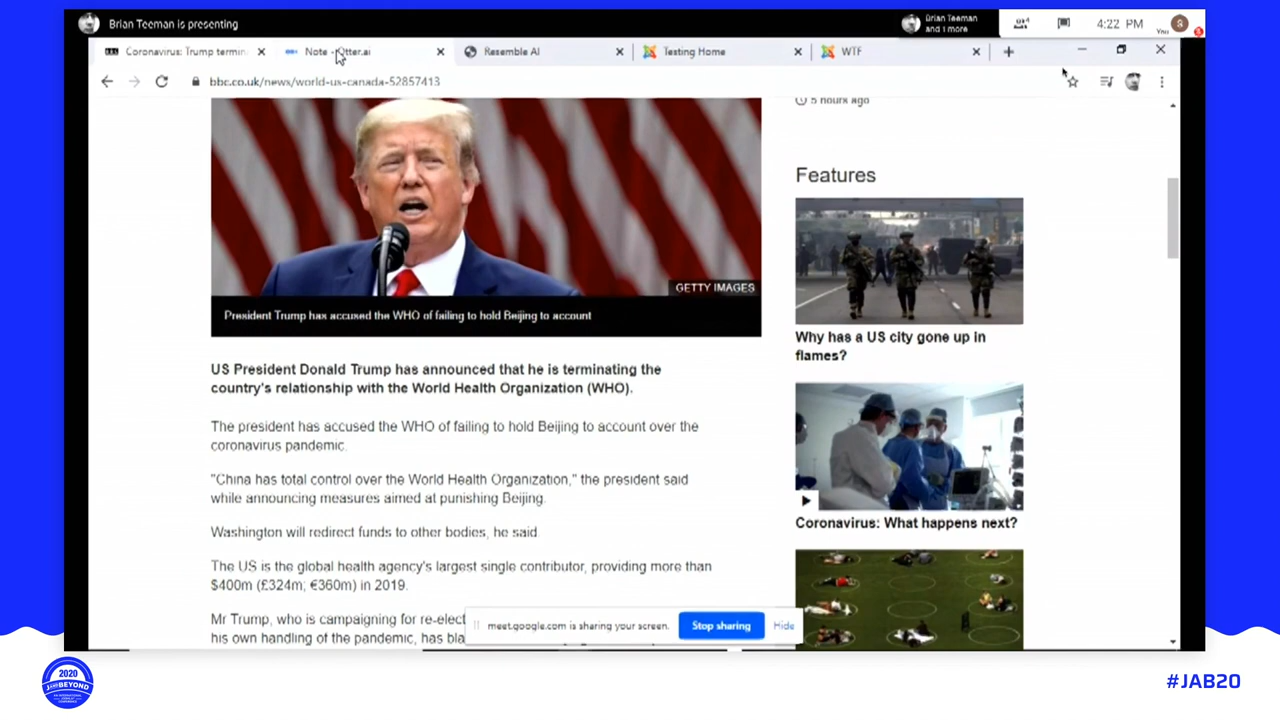 Brian Teeman is presenting
Brian Teeman
and 1 more
4:22 PM
You
S
Coronavirus: Trump termin
Note - Otter.ai
Resemble AI
Testing Home
WTF
bbc.co.uk/news/world-us-canada-52857413
5 hours ago
GETTY IMAGES
President Trump has accused the WHO of failing to hold Beijing to account
US President Donald Trump has announced that he is terminating the
country's relationship with the World Health Organization (WHO).
The president has accused the WHO of failing to hold Beijing to account over the
coronavirus pandemic.
"China has total control over the World Health Organization," the president said
while announcing measures aimed at punishing Beijing.
Washington will redirect funds to other bodies, he said
The US is the global health agency's largest single contributor, providing more than
$400m (£324m; €360m) in 2019.
Mr Trump, who is campaigning for re-elect
his own handling of the pandemic, has bla
Features
Why has a US city gone up in
flames?
Coronavirus: What happens next?
meet.google.com is sharing your screen.
Stop sharing
Hide
2020
JANDBEYOND
#JAB20